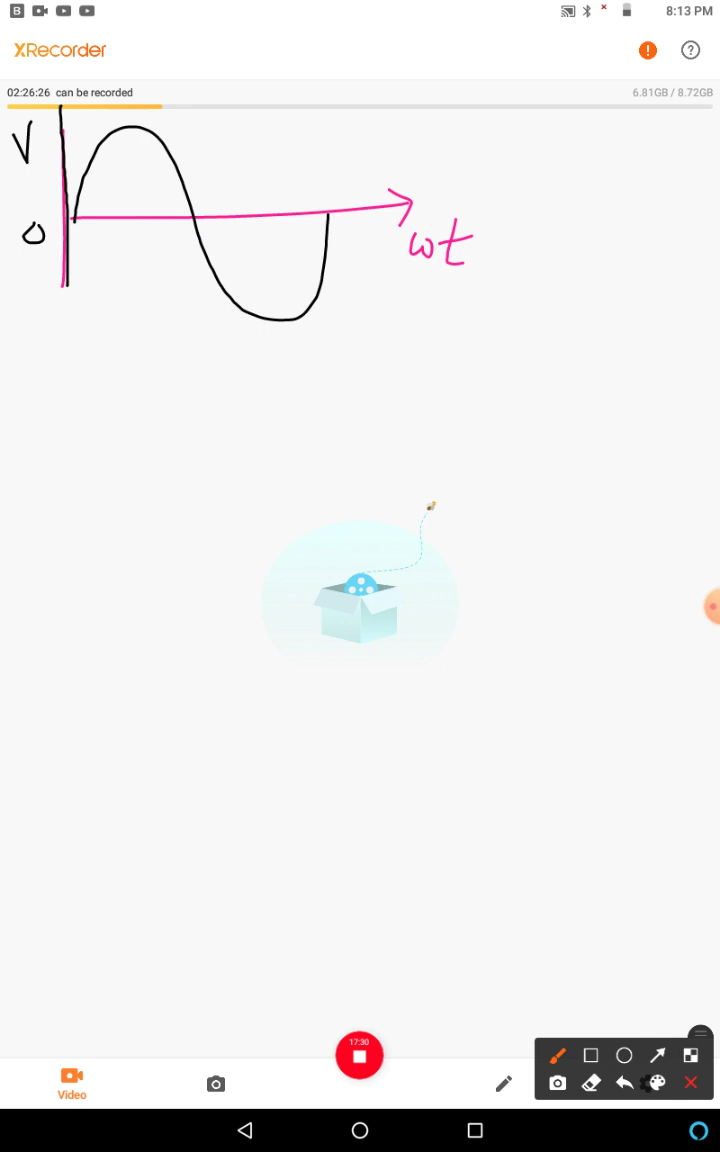 B 8:13 PM
XRecorder ! ?
02:26:26 can be recorded 6.81GB / 8.72GB
V
0
ωt
17:30
Video